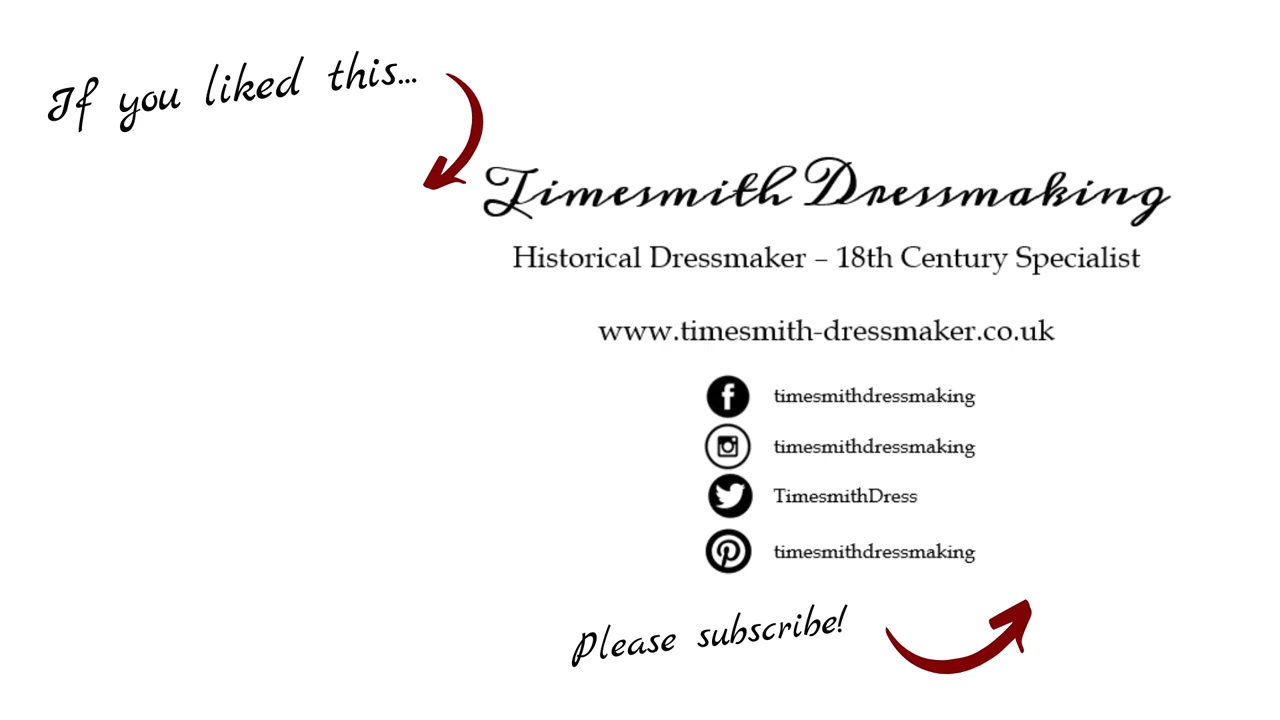 If you liked this...
Timesmith Dressmaking
Historical Dressmaker – 18th Century Specialist
www.timesmith-dressmaker.co.uk
timesmithdressmaking
timesmithdressmaking
TimesmithDress
timesmithdressmaking
Please subscribe!